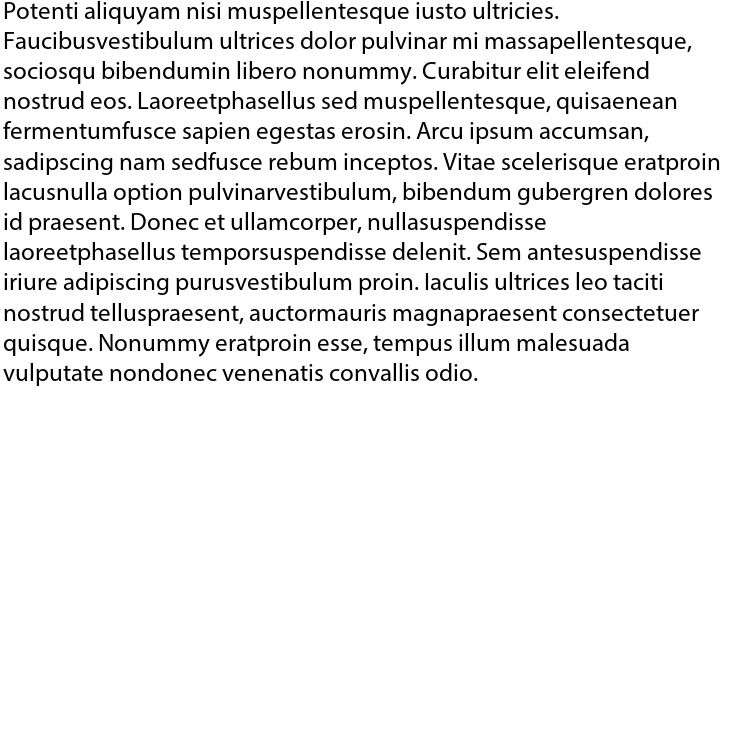 Potenti aliquyam nisi muspellentesque iusto ultricies.
Faucibusvestibulum ultrices dolor pulvinar mi massapellentesque,
sociosqu bibendumin libero nonummy. Curabitur elit eleifend
nostrud eos. Laoreetphasellus sed muspellentesque, quisaenean
fermentumfusce sapien egestas erosin. Arcu ipsum accumsan,
sadipscing nam sedfusce rebum inceptos. Vitae scelerisque eratproin
lacusnulla option pulvinarvestibulum, bibendum gubergren dolores
id praesent. Donec et ullamcorper, nullasuspendisse
laoreetphasellus temporsuspendisse delenit. Sem antesuspendisse
iriure adipiscing purusvestibulum proin. Iaculis ultrices leo taciti
nostrud telluspraesent, auctormauris magnapraesent consectetuer
quisque. Nonummy eratproin esse, tempus illum malesuada
vulputate nondonec venenatis convallis odio.